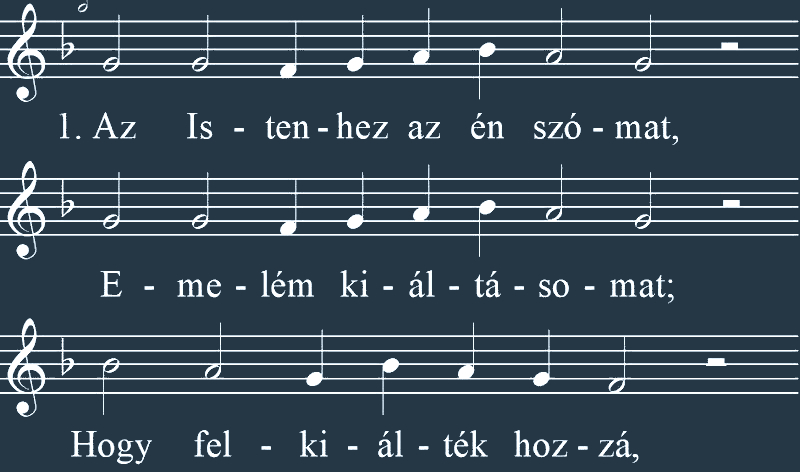 1. Az Is - ten - hez az én szó - mat,
E - me - lém ki - ál - tá - so - mat;
Hogy fel - ki - ál - ték hoz - zá,